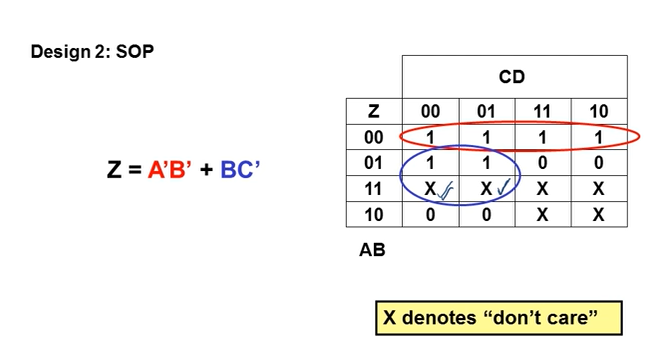 Design 2: SOP
CD
Z 00 01 11 10
00 1 1 1 1
Z = A’B’ + BC’
01 1 1 0 0
11 X X X X
10 0 0 X X
AB
X denotes “don’t care”